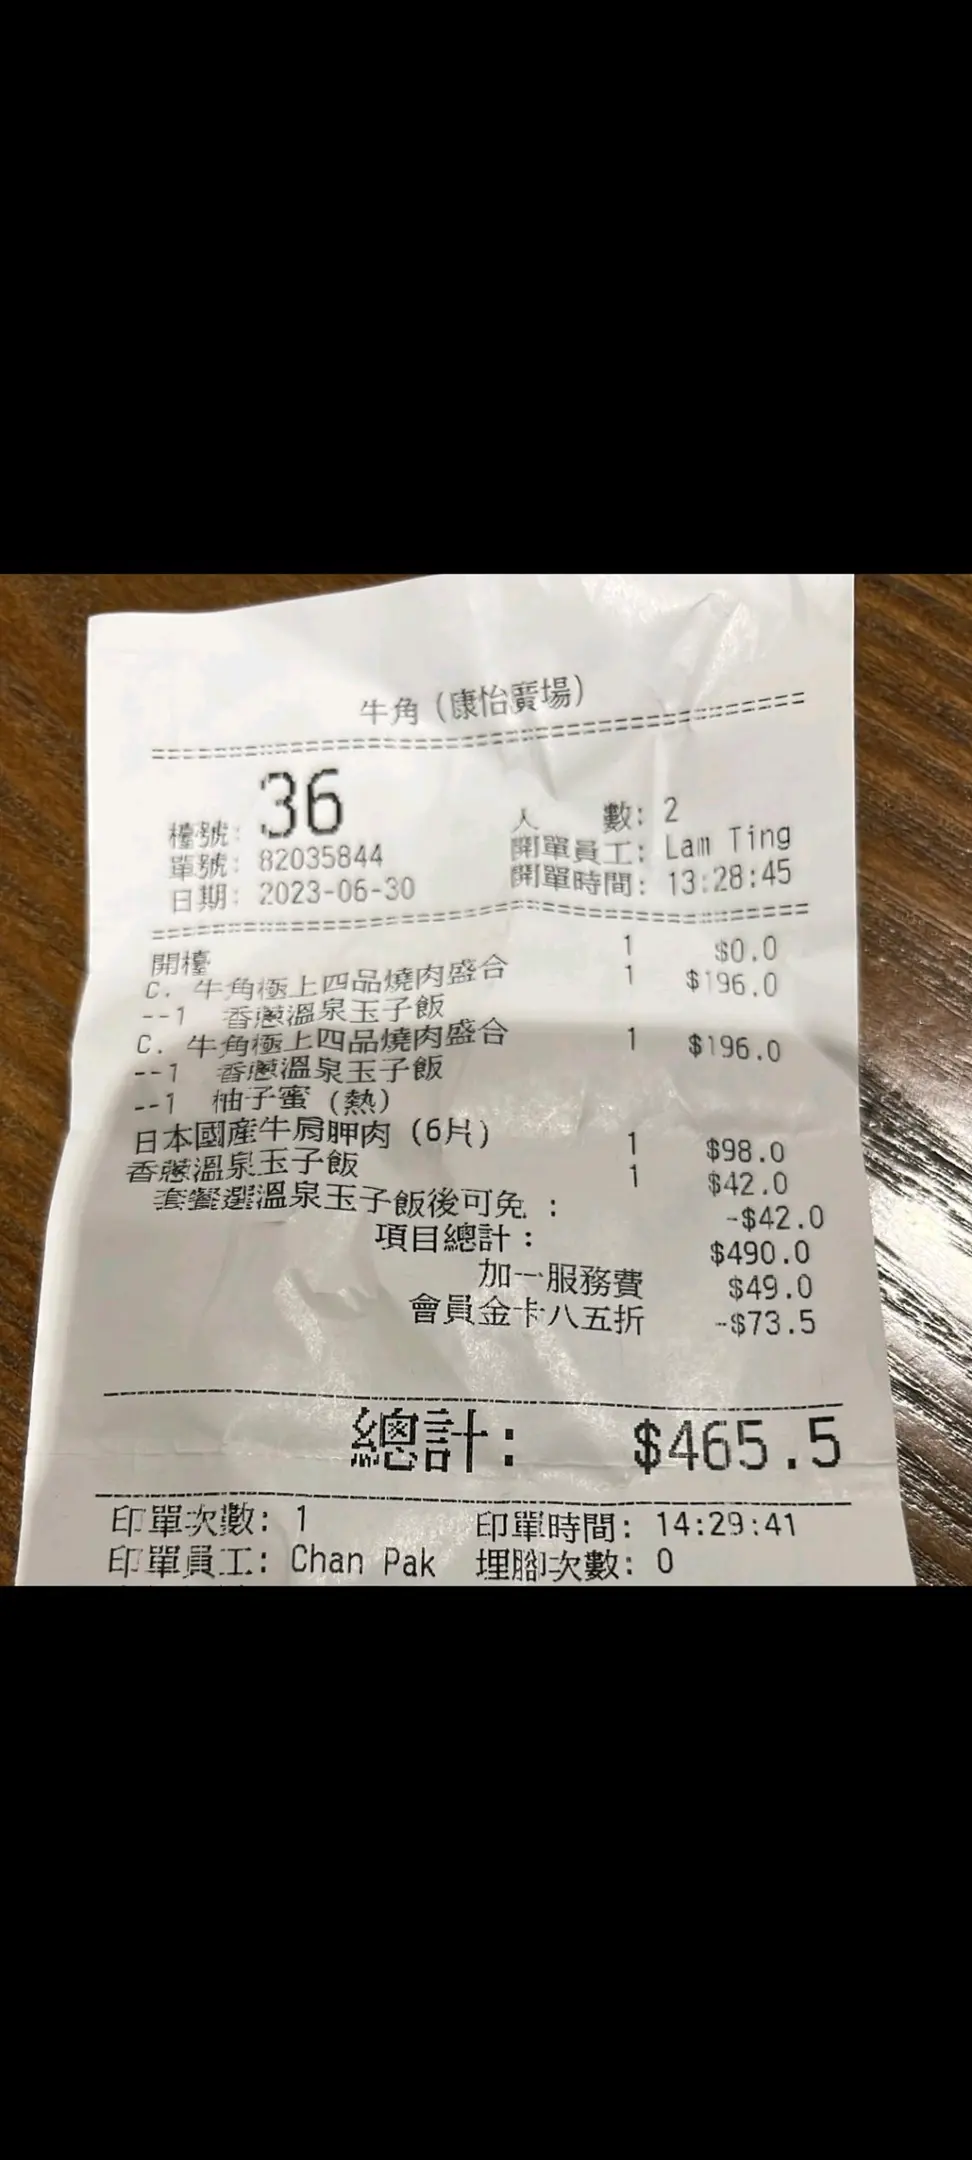 牛角(康怡廣場)
檯號: 36 人 數: 2
單號: 82035844 開單員工: Lam Ting
日期: 2023-06-30 開單時間: 13:28:45
開檯 1 $0.0
C. 牛角極上四品燒肉盛合 1 $196.0
--1 香蔥溫泉玉子飯
C. 牛角極上四品燒肉盛合 1 $196.0
--1 香蔥溫泉玉子飯
--1 柚子蜜 (熱)
日本國產牛肩胛肉 (6片) 1 $98.0
香蔥溫泉玉子飯 1 $42.0
套餐選溫泉玉子飯後可免 : -$42.0
項目總計: $490.0
加一服務費 $49.0
會員金卡八五折 -$73.5
總計: $465.5
印單次數: 1 印單時間: 14:29:41
印單員工: Chan Pak 埋腳次數: 0